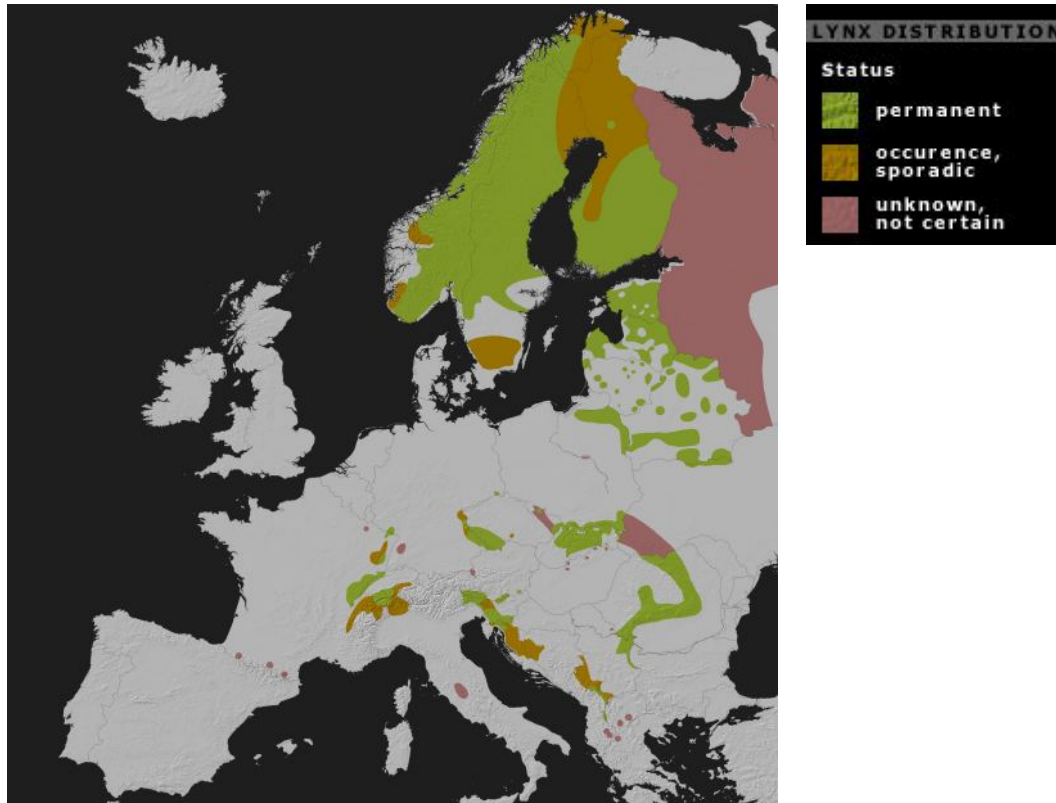 LYNX DISTRIBUTION
Status
permanent
occurence,
sporadic
unknown,
not certain